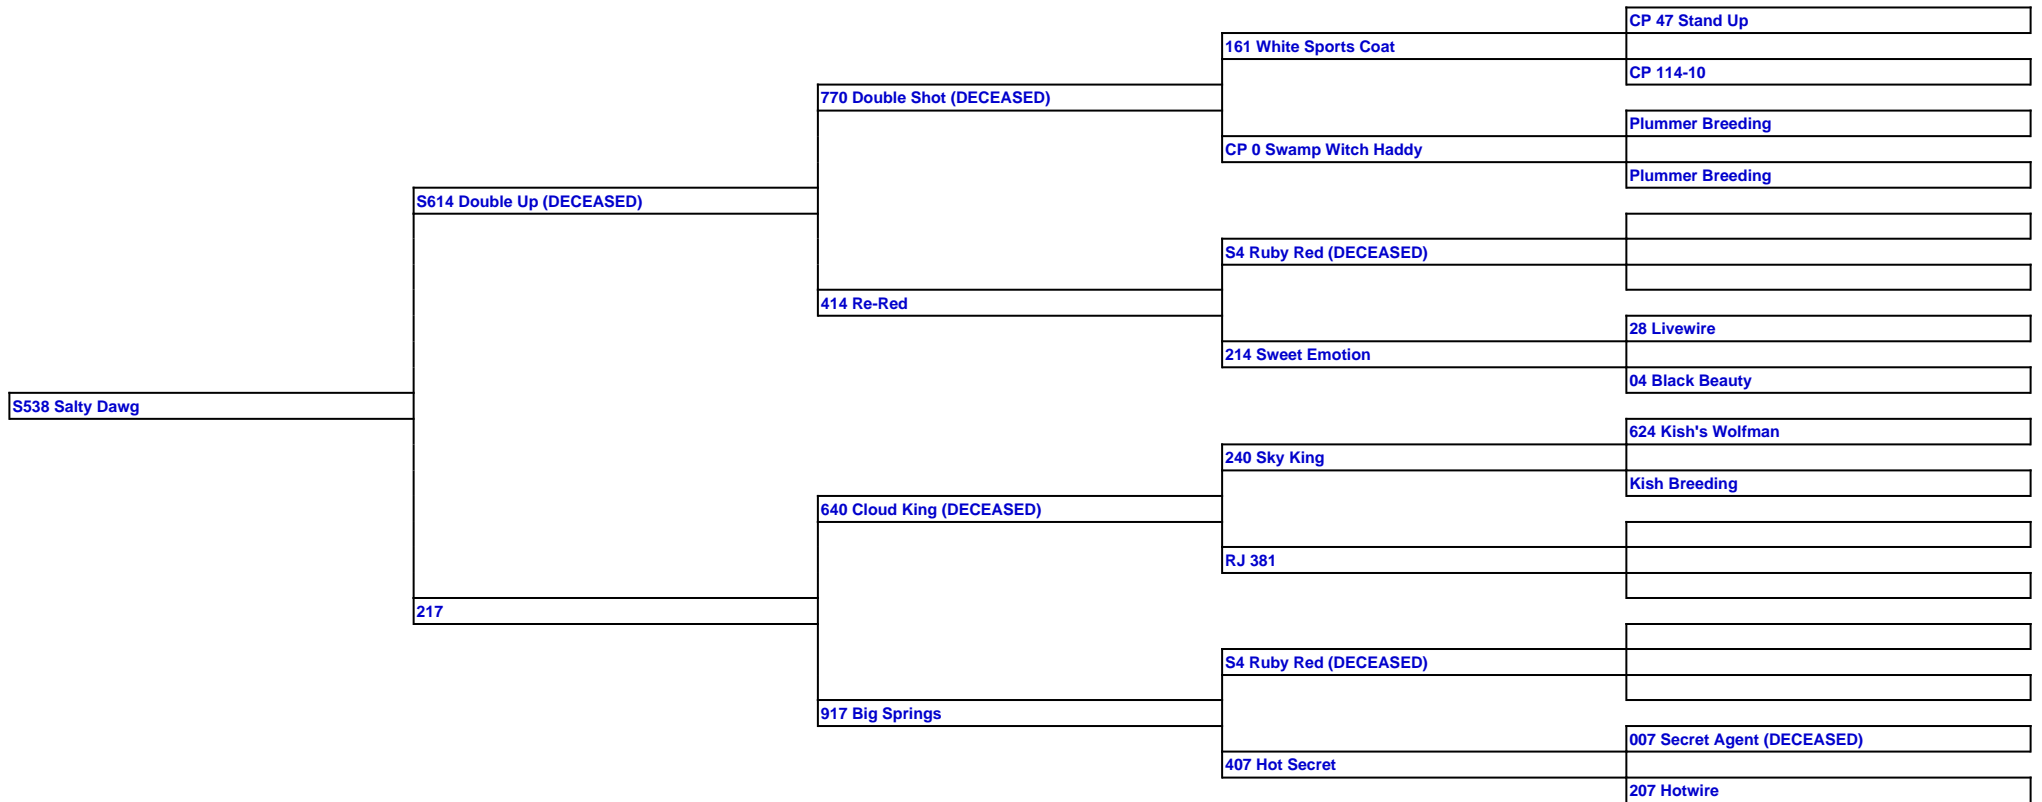 CP 47 Stand Up
161 White Sports Coat
CP 114-10
770 Double Shot (DECEASED)
Plummer Breeding
CP 0 Swamp Witch Haddy
Plummer Breeding
S614 Double Up (DECEASED)
S4 Ruby Red (DECEASED)
414 Re-Red
28 Livewire
214 Sweet Emotion
04 Black Beauty
S538 Salty Dawg
624 Kish's Wolfman
240 Sky King
Kish Breeding
640 Cloud King (DECEASED)
RJ 381
217
S4 Ruby Red (DECEASED)
917 Big Springs
007 Secret Agent (DECEASED)
407 Hot Secret
207 Hotwire